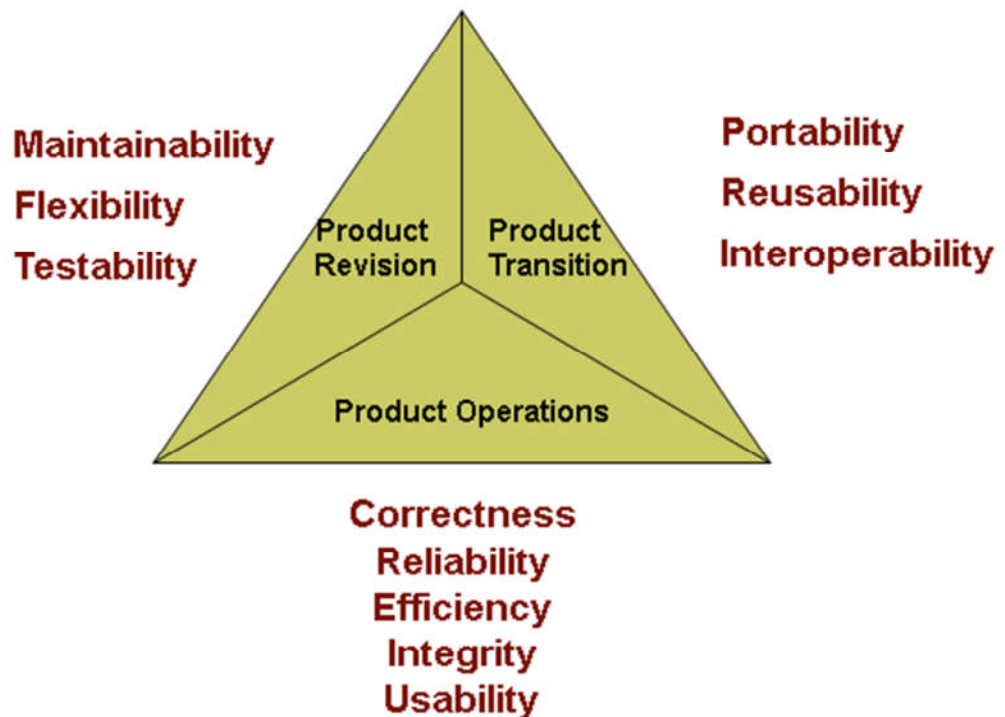 Maintainability
Flexibility
Testability
Product
Revision
Product
Transition
Portability
Reusability
Interoperability
Product Operations
Correctness
Reliability
Efficiency
Integrity
Usability